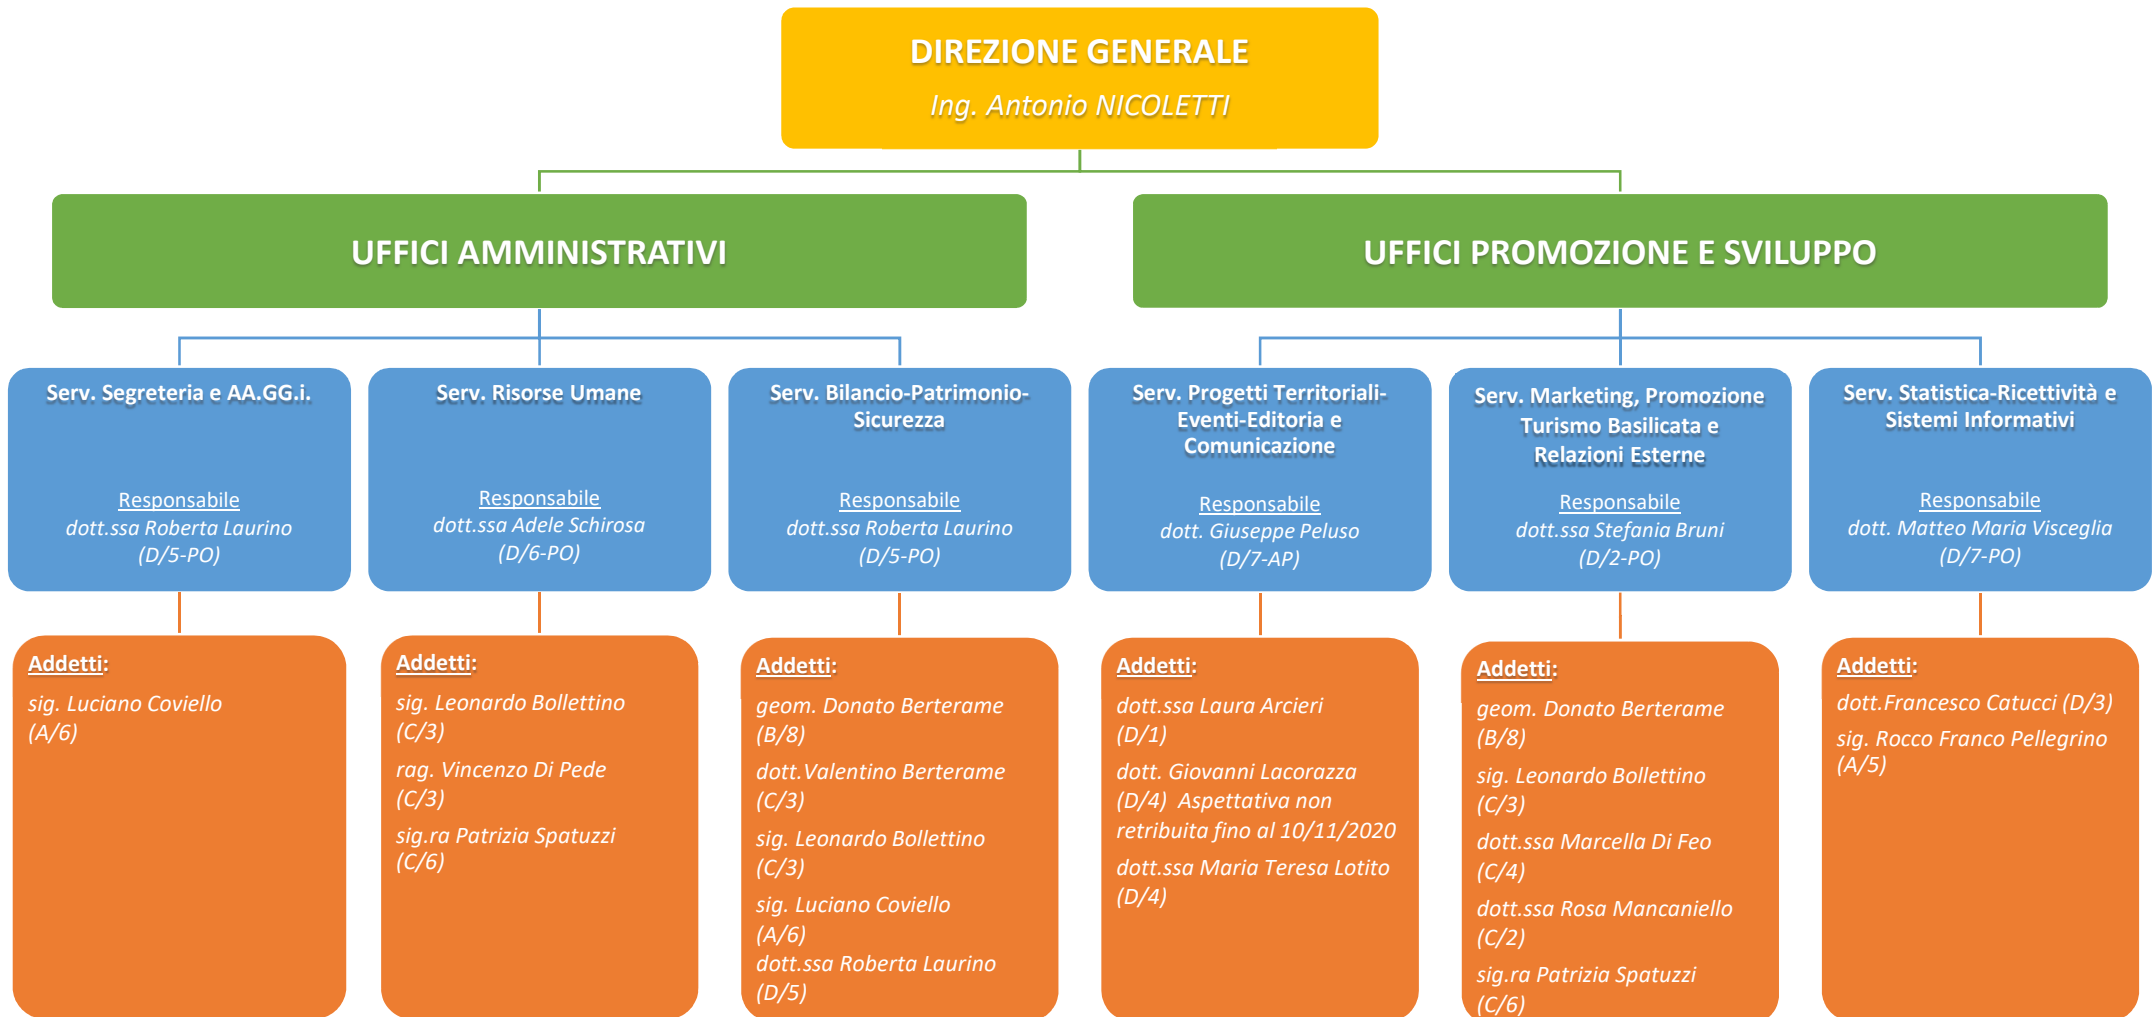 DIREZIONE GENERALE
Ing. Antonio NICOLETTI
UFFICI AMMINISTRATIVI
UFFICI PROMOZIONE E SVILUPPO
Serv. Segreteria e AA.GG.i.
Responsabile
dott.ssa Roberta Laurino
(D/5-PO)
Serv. Risorse Umane
Responsabile
dott.ssa Adele Schirosa
(D/6-PO)
Serv. Bilancio-Patrimonio-
Sicurezza
Responsabile
dott.ssa Roberta Laurino
(D/5-PO)
Serv. Progetti Territoriali-
Eventi-Editoria e
Comunicazione
Responsabile
dott. Giuseppe Peluso
(D/7-AP)
Serv. Marketing, Promozione
Turismo Basilicata e
Relazioni Esterne
Responsabile
dott.ssa Stefania Bruni
(D/2-PO)
Serv. Statistica-Ricettività e
Sistemi Informativi
Responsabile
dott. Matteo Maria Visceglia
(D/7-PO)
Addetti:
sig. Luciano Coviello
(A/6)
Addetti:
sig. Leonardo Bollettino
(C/3)
rag. Vincenzo Di Pede
(C/3)
sig.ra Patrizia Spatuzzi
(C/6)
Addetti:
geom. Donato Berterame
(B/8)
dott.Valentino Berterame
(C/3)
sig. Leonardo Bollettino
(C/3)
sig. Luciano Coviello
(A/6)
dott.ssa Roberta Laurino
(D/5)
Addetti:
dott.ssa Laura Arcieri
(D/1)
dott. Giovanni Lacorazza
(D/4) Aspettativa non
retribuita fino al 10/11/2020
dott.ssa Maria Teresa Lotito
(D/4)
Addetti:
geom. Donato Berterame
(B/8)
sig. Leonardo Bollettino
(C/3)
dott.ssa Marcella Di Feo
(C/4)
dott.ssa Rosa Mancaniello
(C/2)
sig.ra Patrizia Spatuzzi
(C/6)
Addetti:
dott.Francesco Catucci (D/3)
sig. Rocco Franco Pellegrino
(A/5)